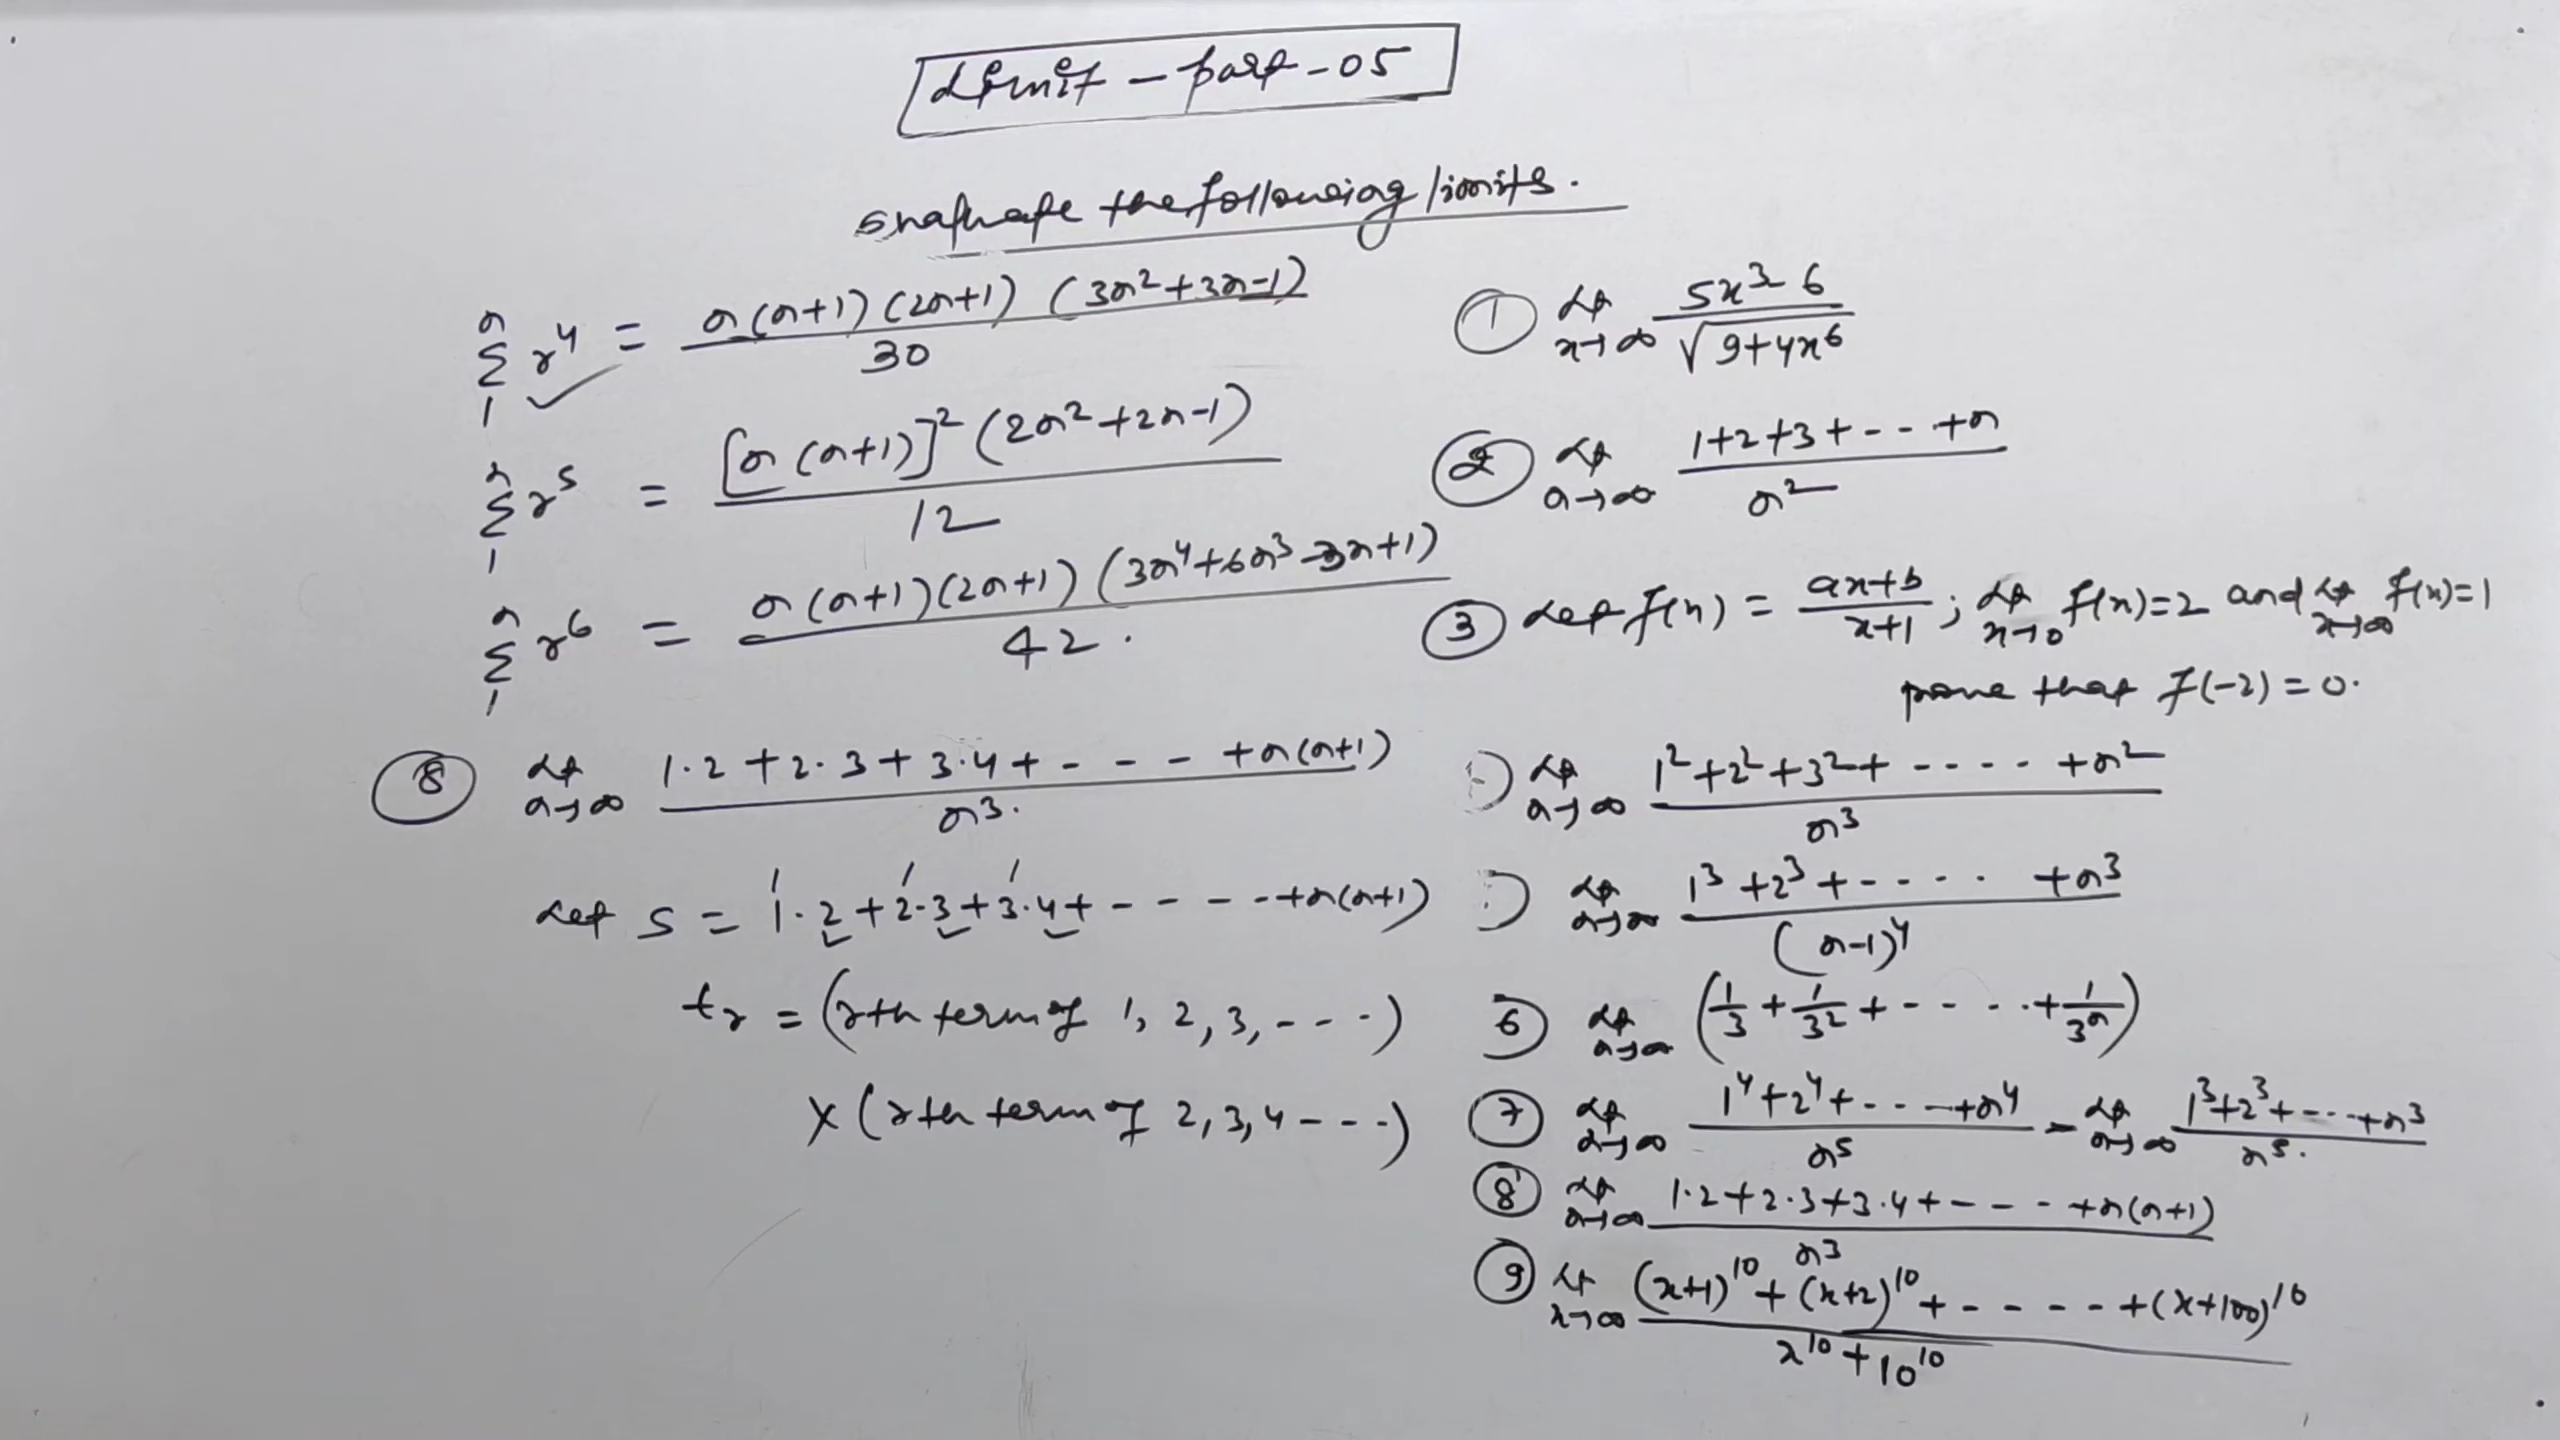 Limit - part - 05
Evaluate the following limits.
n Σ 1 r⁴ = n(n+1)(2n+1)(3n²+3n-1) / 30
n Σ 1 r⁵ = [n(n+1)]²(2n²+2n-1) / 12
n Σ 1 r⁶ = n(n+1)(2n+1)(3n⁴+6n³-3n+1) / 42.
⑧ Lt n→∞ 1·2+2·3+3·4+ - - - +n(n+1) / n³.
Let S = 1·2+2·3+3·4+ - - - - +n(n+1)
tr = (rth term of 1, 2, 3, - - -)
X (rth term of 2, 3, 4 - - -)
① Lt x→∞ 5x³ 6 / √9+4x⁶
② Lt n→∞ 1+2+3+ - - - +n / n²
③ Let f(x) = ax+b / x+1 ; Lt x→0 f(x)=2 and Lt x→∞ f(x)=1
prove that f(-2) = 0.
) Lt n→∞ 1²+2²+3²+ - - - - +n² / n³
) Lt n→∞ 1³+2³+ - - - - +n³ / (n-1)⁴
6) Lt n→∞ (1/3 + 1/3² + - - - - + 1/3ⁿ)
⑦ Lt n→∞ 1⁴+2⁴+ - - - +n⁴ / n⁵ - Lt n→∞ 1³+2³+ - - - +n³ / n⁵.
⑧ Lt n→∞ 1·2+2·3+3·4+ - - - +n(n+1) / n³
⑨ Lt x→∞ (x+1)¹⁰+(x+2)¹⁰+ - - - - +(x+100)¹⁰ / x¹⁰+10¹⁰